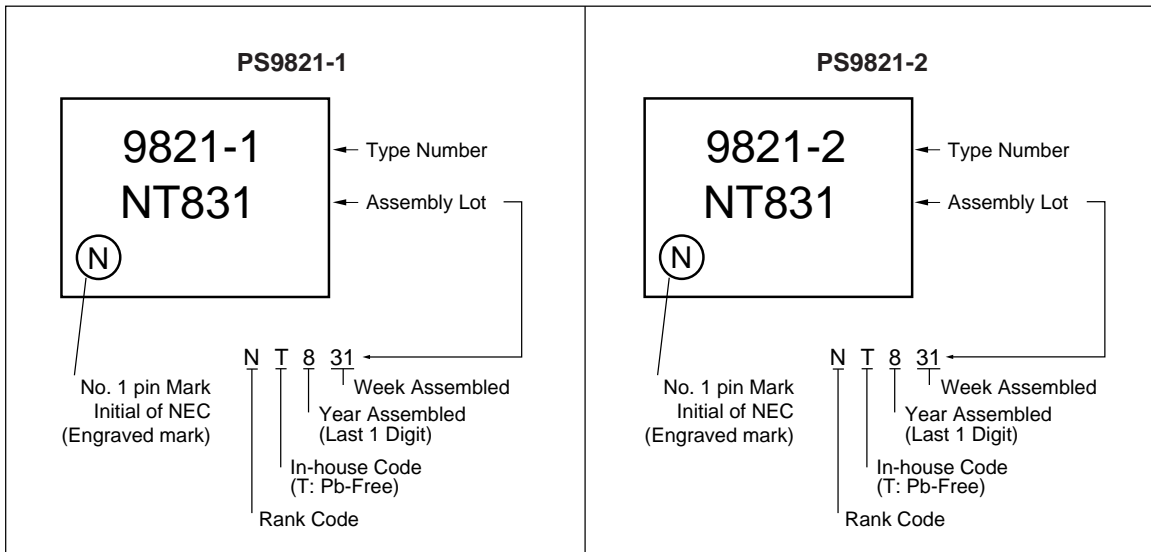 PS9821-1
9821-1
Type Number
NT831
Assembly Lot
N
N T 8 31
No. 1 pin Mark
Initial of NEC
(Engraved mark)
Week Assembled
Year Assembled
(Last 1 Digit)
In-house Code
(T: Pb-Free)
Rank Code
PS9821-2
9821-2
Type Number
NT831
Assembly Lot
N
N T 8 31
No. 1 pin Mark
Initial of NEC
(Engraved mark)
Week Assembled
Year Assembled
(Last 1 Digit)
In-house Code
(T: Pb-Free)
Rank Code